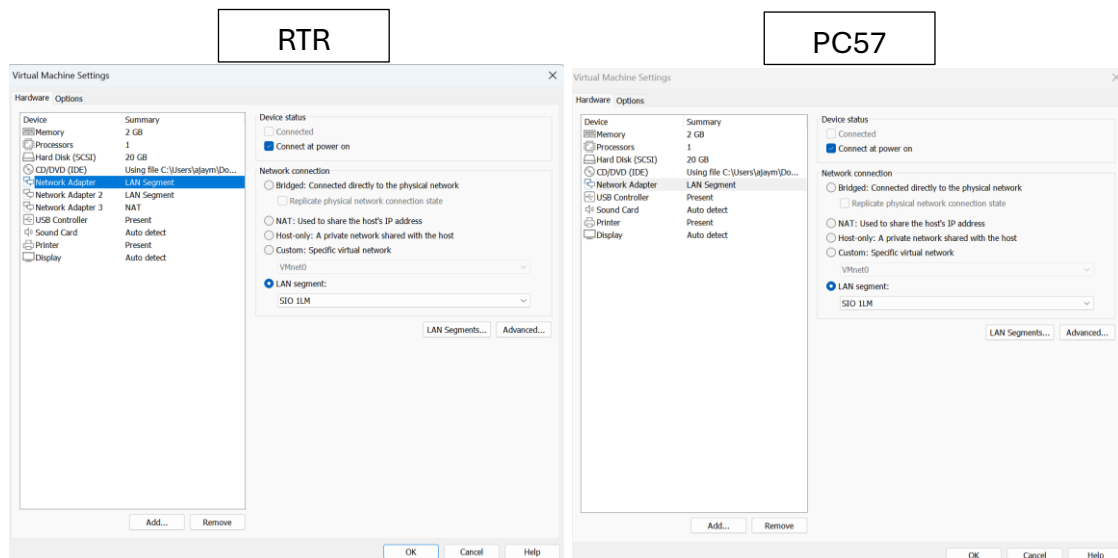 RTR
Virtual Machine Settings
Hardware Options
Device Summary
Memory 2 GB
Processors 1
Hard Disk (SCSI) 20 GB
CD/DVD (IDE) Using file C:\Users\ajaym\Do...
Network Adapter LAN Segment
Network Adapter 2 LAN Segment
Network Adapter 3 NAT
USB Controller Present
Sound Card Auto detect
Printer Present
Display Auto detect
Add... Remove
Device status
Connected
Connect at power on
Network connection
Bridged: Connected directly to the physical network
Replicate physical network connection state
NAT: Used to share the host's IP address
Host-only: A private network shared with the host
Custom: Specific virtual network
VMnet0
LAN segment:
SIO 1LM
LAN Segments... Advanced...
OK Cancel Help
PC57
Virtual Machine Settings
Hardware Options
Device Summary
Memory 2 GB
Processors 1
Hard Disk (SCSI) 20 GB
CD/DVD (IDE) Using file C:\Users\ajaym\Do...
Network Adapter LAN Segment
USB Controller Present
Sound Card Auto detect
Printer Present
Display Auto detect
Add... Remove
Device status
Connected
Connect at power on
Network connection
Bridged: Connected directly to the physical network
Replicate physical network connection state
NAT: Used to share the host's IP address
Host-only: A private network shared with the host
Custom: Specific virtual network
VMnet0
LAN segment:
SIO 1LM
LAN Segments... Advanced...
OK Cancel Help